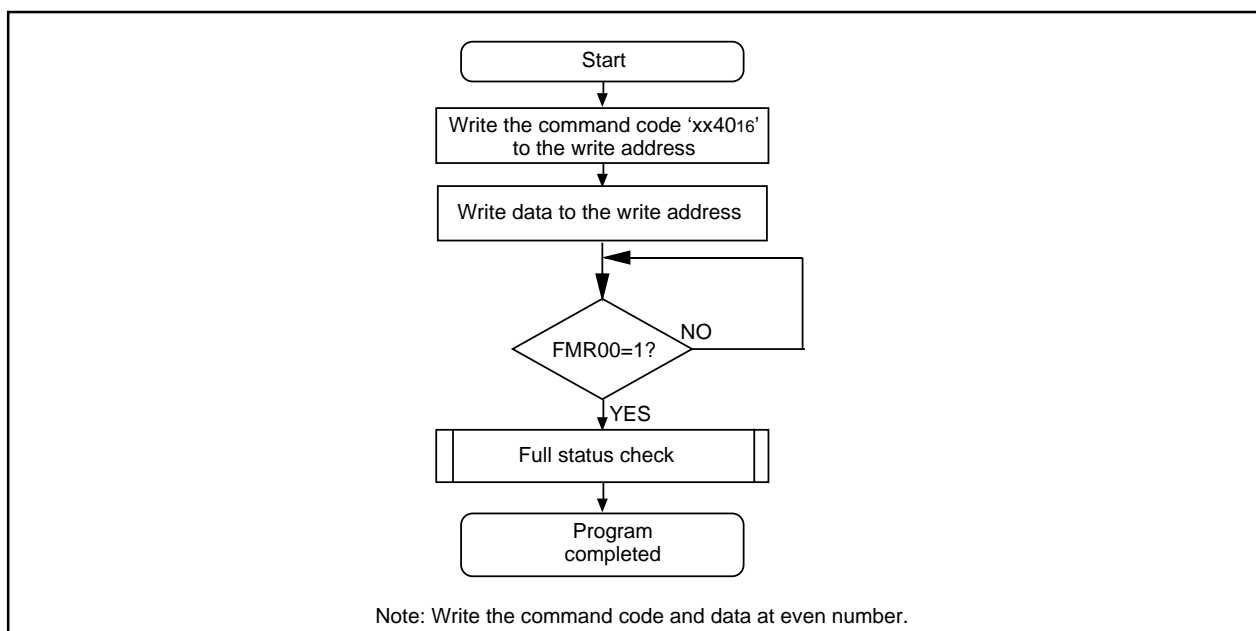 Start
Write the command code ‘xx4016’
to the write address
Write data to the write address
NO
FMR00=1?
YES
Full status check
Program
completed
Note: Write the command code and data at even number.